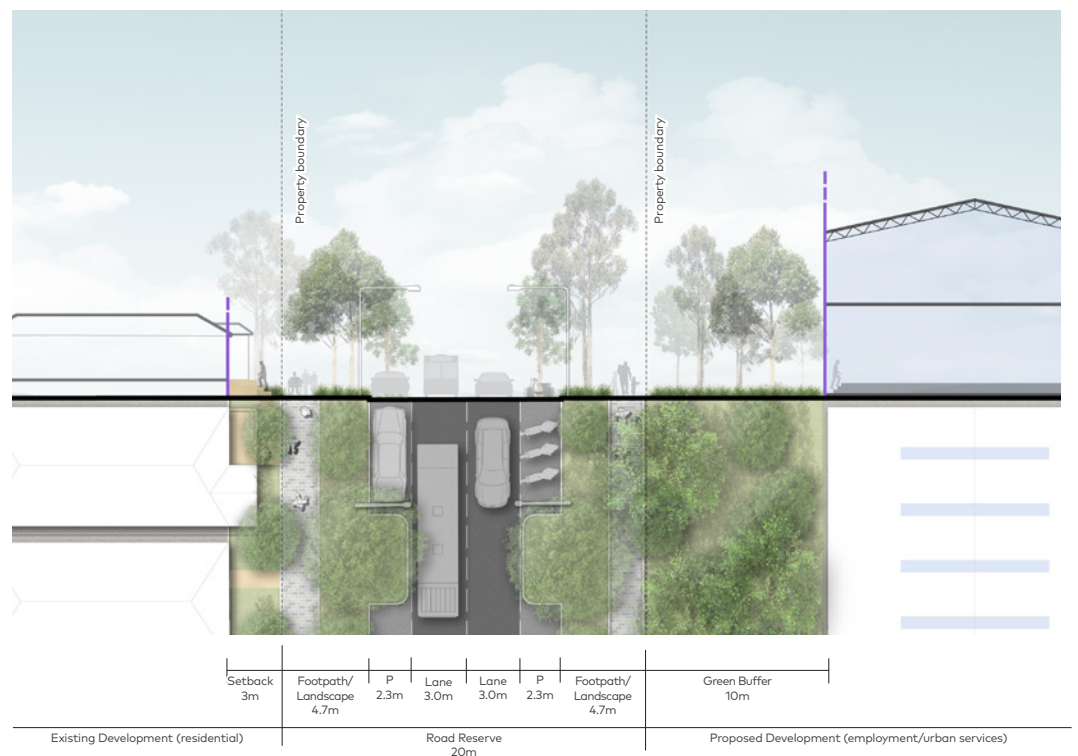 Property boundary
Property boundary
Setback
3m
Footpath/
Landscape
4.7m
P
2.3m
Lane
3.0m
Lane
3.0m
P
2.3m
Footpath/
Landscape
4.7m
Green Buffer
10m
Existing Development (residential)
Road Reserve
20m
Proposed Development (employment/urban services)